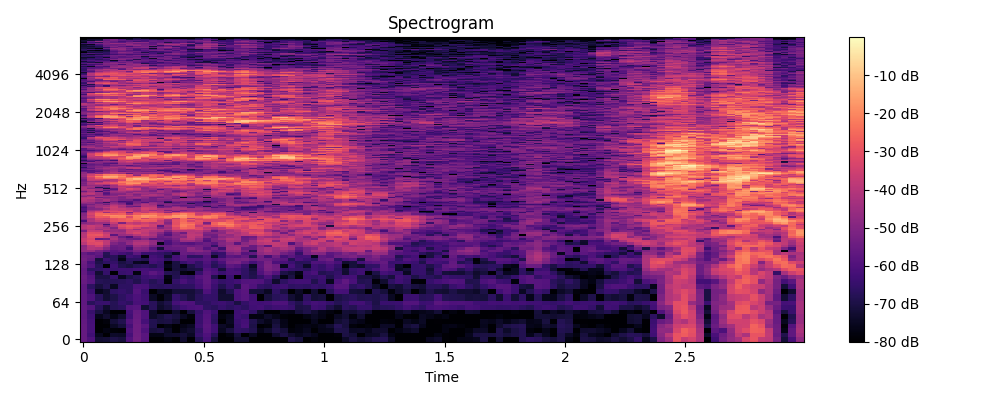 Spectrogram
4096
2048
1024
512
256
128
64
0
Hz
0
0.5
1
1.5
2
2.5
Time
-10 dB
-20 dB
-30 dB
-40 dB
-50 dB
-60 dB
-70 dB
-80 dB